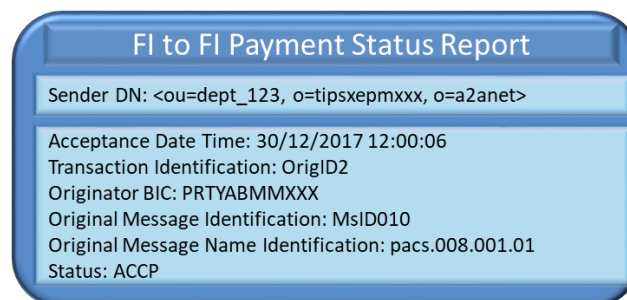 FI to FI Payment Status Report
Sender DN: <ou=dept_123, o=tipsxepmxxx, o=a2anet>
Acceptance Date Time: 30/12/2017 12:00:06
Transaction Identification: OrigID2
Originator BIC: PRTYABMMXXX
Original Message Identification: MsID010
Original Message Name Identification: pacs.008.001.01
Status: ACCP